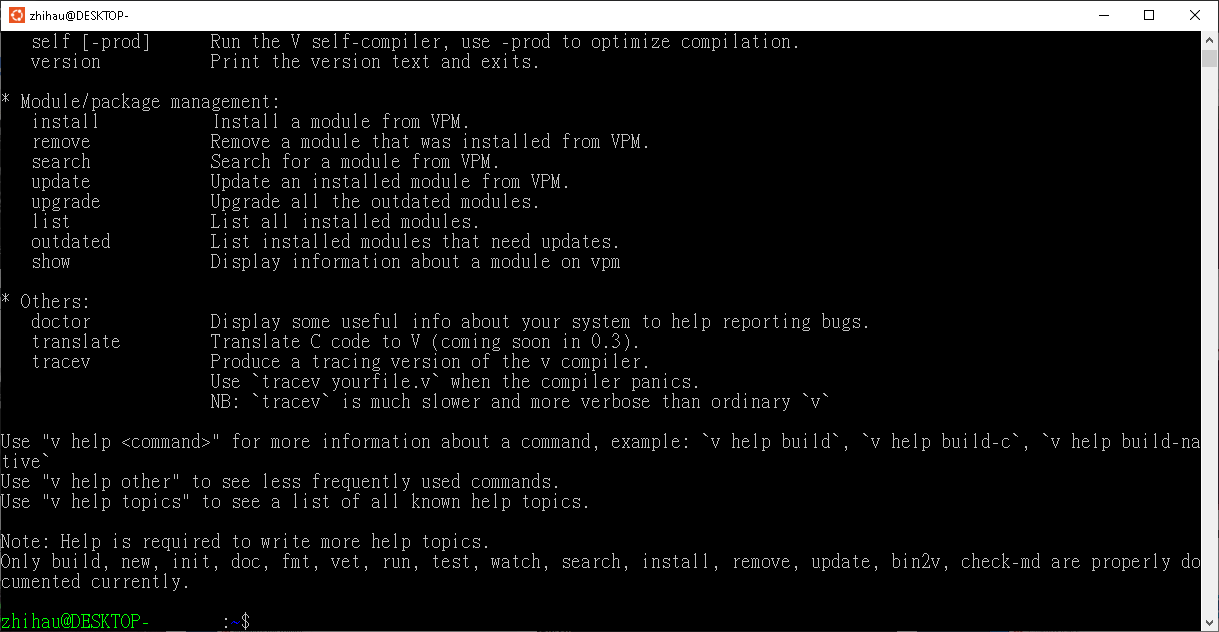 zhihau@DESKTOP-
self [-prod] Run the V self-compiler, use -prod to optimize compilation.
version Print the version text and exits.
* Module/package management:
install Install a module from VPM.
remove Remove a module that was installed from VPM.
search Search for a module from VPM.
update Update an installed module from VPM.
upgrade Upgrade all the outdated modules.
list List all installed modules.
outdated List installed modules that need updates.
show Display information about a module on vpm
* Others:
doctor Display some useful info about your system to help reporting bugs.
translate Translate C code to V (coming soon in 0.3).
tracev Produce a tracing version of the v compiler.
Use `tracev yourfile.v` when the compiler panics.
NB: `tracev` is much slower and more verbose than ordinary `v`
Use "v help <command>" for more information about a command, example: `v help build`, `v help build-c`, `v help build-na
tive`
Use "v help other" to see less frequently used commands.
Use "v help topics" to see a list of all known help topics.
Note: Help is required to write more help topics.
Only build, new, init, doc, fmt, vet, run, test, watch, search, install, remove, update, bin2v, check-md are properly do
cumented currently.
zhihau@DESKTOP- :~$